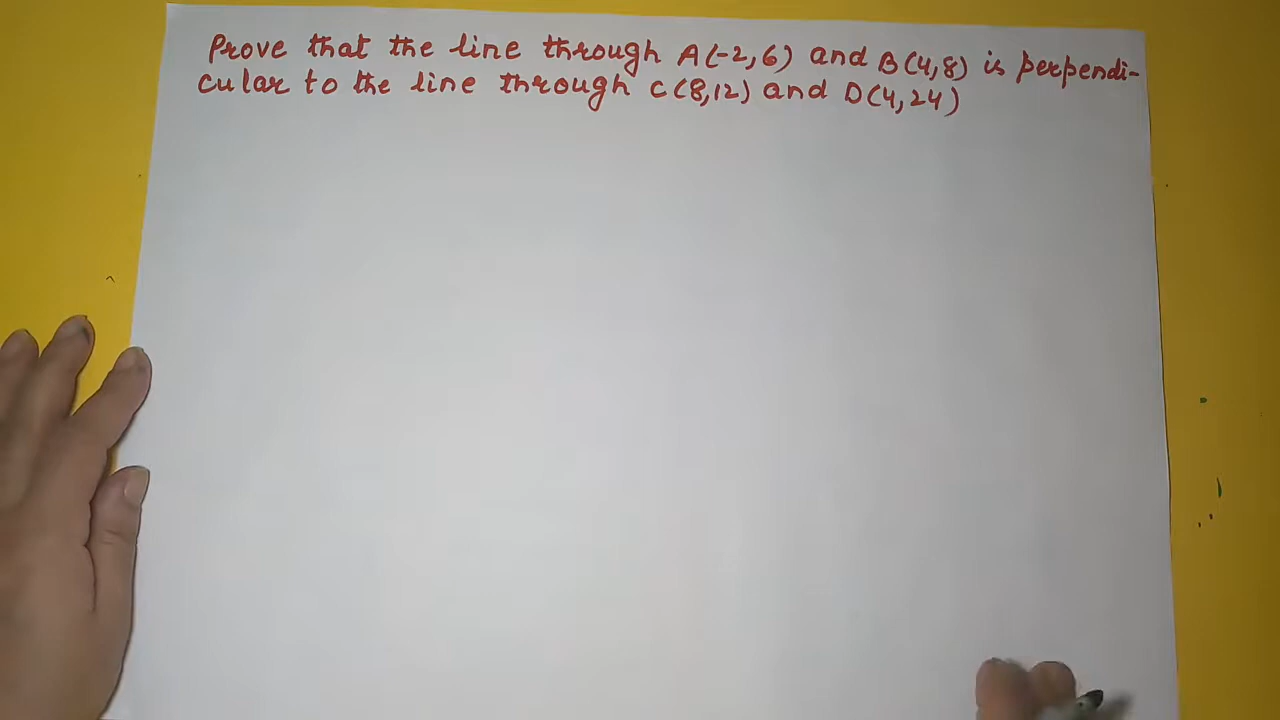 Prove that the line through A(-2,6) and B(4,8) is perpendi-
cular to the line through C(8,12) and D(4,24)